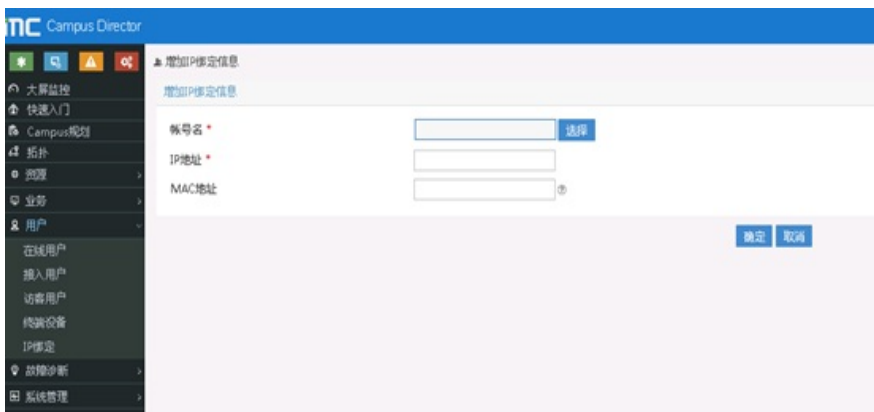 iMC Campus Director
增加IP绑定信息
大屏监控
增加IP绑定信息
快速入门
Campus规划
帐号名 *
选择
拓扑
IP地址 *
资源
MAC地址
业务
用户
确定 取消
在线用户
接入用户
访客用户
终端设备
IP绑定
故障诊断
系统管理